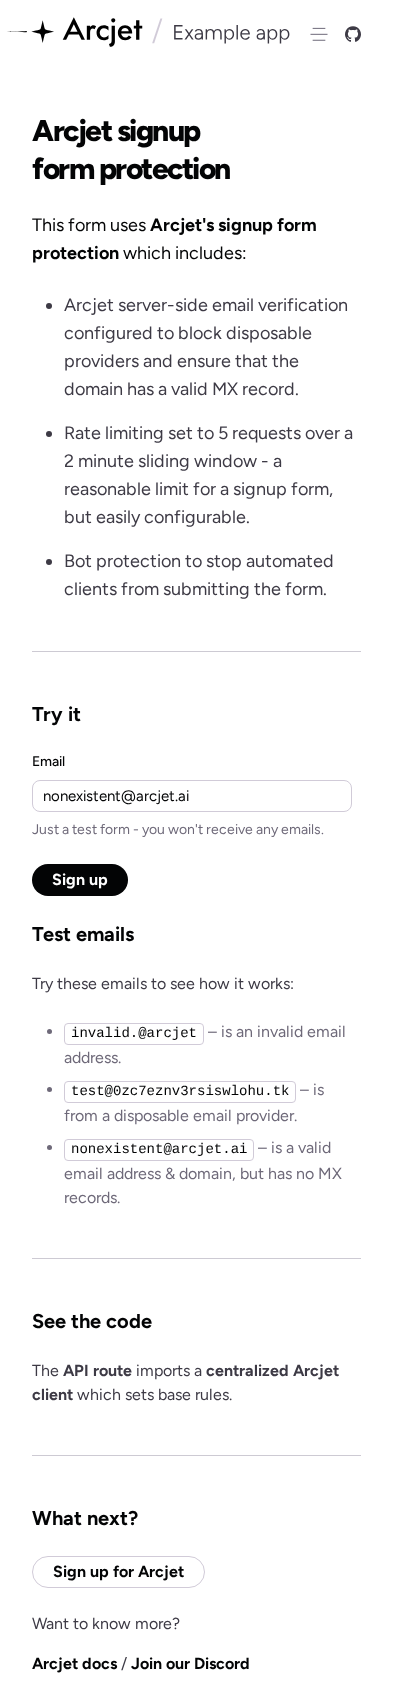 Arcjet / Example app
Arcjet signup
form protection
This form uses Arcjet's signup form
protection which includes:
• Arcjet server-side email verification
configured to block disposable
providers and ensure that the
domain has a valid MX record.
• Rate limiting set to 5 requests over a
2 minute sliding window - a
reasonable limit for a signup form,
but easily configurable.
• Bot protection to stop automated
clients from submitting the form.
Try it
Email
nonexistent@arcjet.ai
Just a test form - you won't receive any emails.
Sign up
Test emails
Try these emails to see how it works:
• invalid.@arcjet – is an invalid email
address.
• test@0zc7eznv3rsiswlohu.tk – is
from a disposable email provider.
• nonexistent@arcjet.ai – is a valid
email address & domain, but has no MX
records.
See the code
The API route imports a centralized Arcjet
client which sets base rules.
What next?
Sign up for Arcjet
Want to know more?
Arcjet docs / Join our Discord